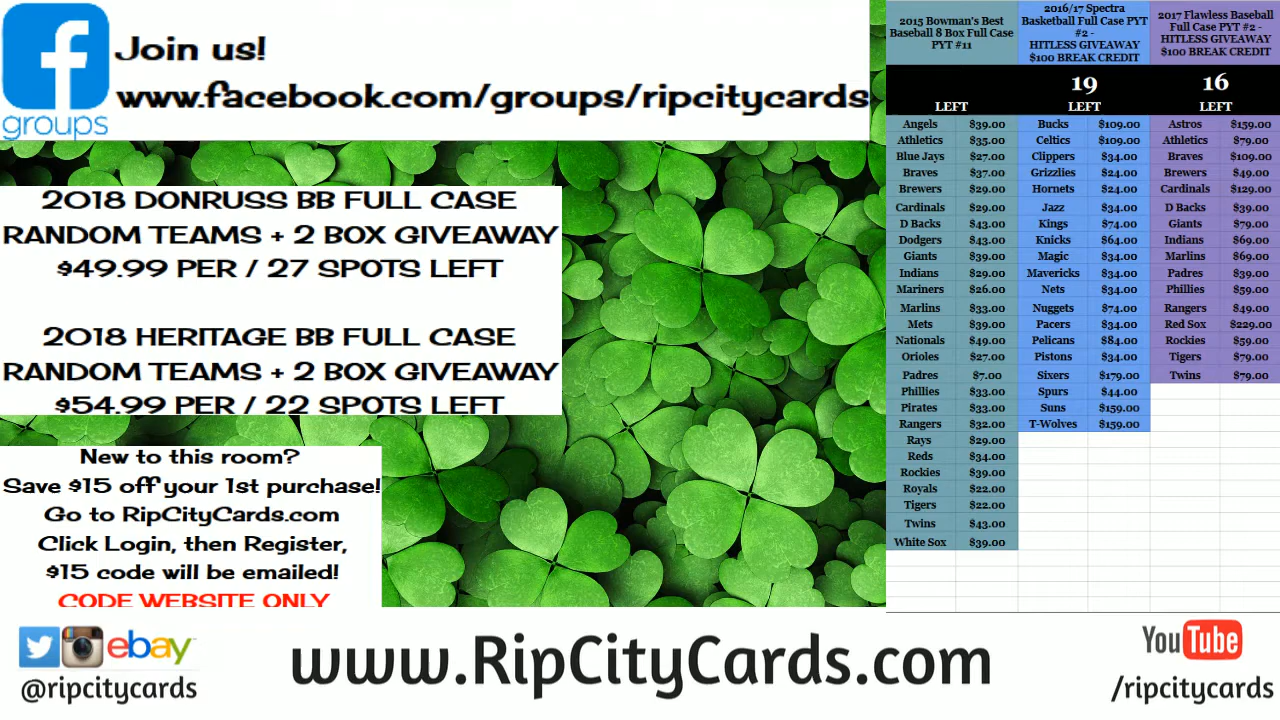 groups
Join us!
www.facebook.com/groups/ripcitycards
2018 DONRUSS BB FULL CASE
RANDOM TEAMS + 2 BOX GIVEAWAY
$49.99 PER / 27 SPOTS LEFT
2018 HERITAGE BB FULL CASE
RANDOM TEAMS + 2 BOX GIVEAWAY
$54.99 PER / 22 SPOTS LEFT
New to this room?
Save $15 off your 1st purchase!
Go to RipCityCards.com
Click Login, then Register,
$15 code will be emailed!
CODE WEBSITE ONLY
2015 Bowman's Best
Baseball 8 Box Full Case
PYT #11
LEFT
Angels $39.00
Athletics $35.00
Blue Jays $27.00
Braves $37.00
Brewers $29.00
Cardinals $29.00
D Backs $43.00
Dodgers $43.00
Giants $39.00
Indians $29.00
Mariners $26.00
Marlins $33.00
Mets $39.00
Nationals $49.00
Orioles $27.00
Padres $7.00
Phillies $33.00
Pirates $33.00
Rangers $32.00
Rays $29.00
Reds $34.00
Rockies $39.00
Royals $22.00
Tigers $22.00
Twins $43.00
White Sox $39.00
2016/17 Spectra
Basketball Full Case PYT
#2 -
HITLESS GIVEAWAY
$100 BREAK CREDIT
19
LEFT
Bucks $109.00
Celtics $109.00
Clippers $34.00
Grizzlies $24.00
Hornets $24.00
Jazz $34.00
Kings $74.00
Knicks $64.00
Magic $34.00
Mavericks $34.00
Nets $34.00
Nuggets $74.00
Pacers $34.00
Pelicans $84.00
Pistons $34.00
Sixers $179.00
Spurs $44.00
Suns $159.00
T-Wolves $159.00
2017 Flawless Baseball
Full Case PYT #2 -
HITLESS GIVEAWAY
$100 BREAK CREDIT
16
LEFT
Astros $159.00
Athletics $79.00
Braves $109.00
Brewers $49.00
Cardinals $129.00
D Backs $39.00
Giants $79.00
Indians $69.00
Marlins $69.00
Padres $39.00
Phillies $59.00
Rangers $49.00
Red Sox $229.00
Rockies $59.00
Tigers $79.00
Twins $79.00
ebay
@ripcitycards
www.RipCityCards.com
YouTube
/ripcitycards